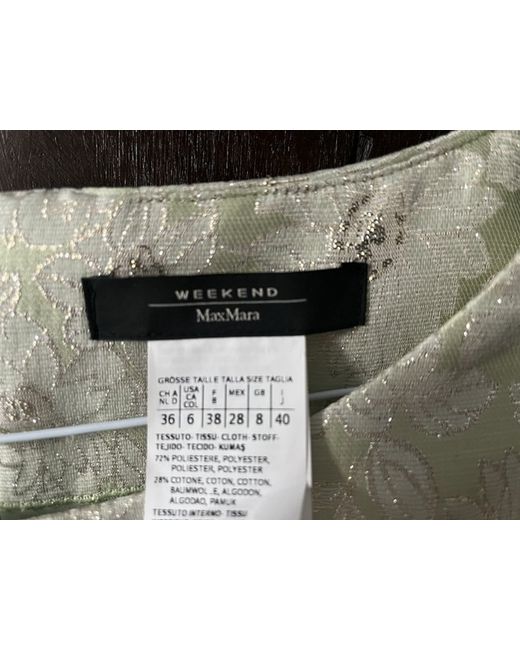 WEEKEND
MaxMara
GRÖSSE TAILLE TALLA SIZE TAGLIA
CH A NL D USA CA COL F B MEX GB I J
36 6 38 28 8 40
TESSUTO- TISSU- CLOTH- STOFF-
TEJIDO- TECIDO- KUMAŞ
72% POLIESTERE, POLYESTER,
POLIESTER, POLYESTER
28% COTONE, COTON, COTTON,
BAUMWOL.E, ALGODON,
ALGODAO, PAMUK
TESSUTO INTERNO- TISSU